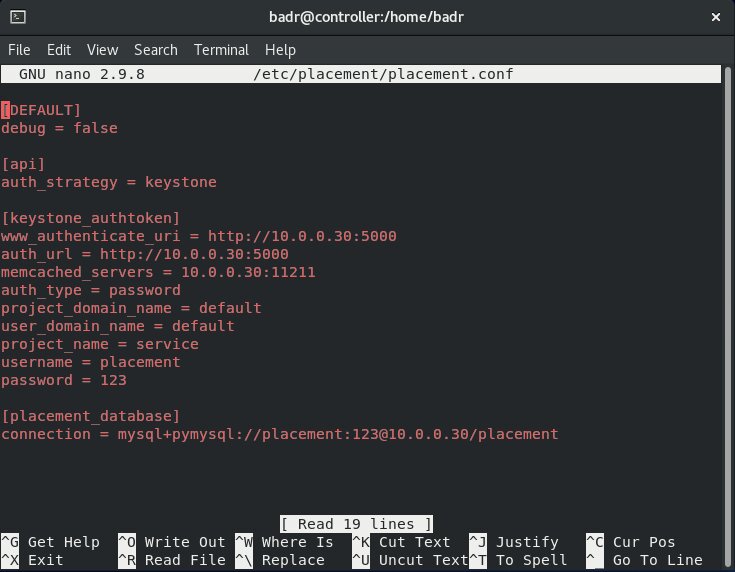 badr@controller:/home/badr
File Edit View Search Terminal Help
GNU nano 2.9.8 /etc/placement/placement.conf
[DEFAULT]
debug = false
[api]
auth_strategy = keystone
[keystone_authtoken]
www_authenticate_uri = http://10.0.0.30:5000
auth_url = http://10.0.0.30:5000
memcached_servers = 10.0.0.30:11211
auth_type = password
project_domain_name = default
user_domain_name = default
project_name = service
username = placement
password = 123
[placement_database]
connection = mysql+pymysql://placement:123@10.0.0.30/placement
[ Read 19 lines ]
^G Get Help ^O Write Out ^W Where Is ^K Cut Text ^J Justify ^C Cur Pos
^X Exit ^R Read File ^\ Replace ^U Uncut Text ^T To Spell ^_ Go To Line